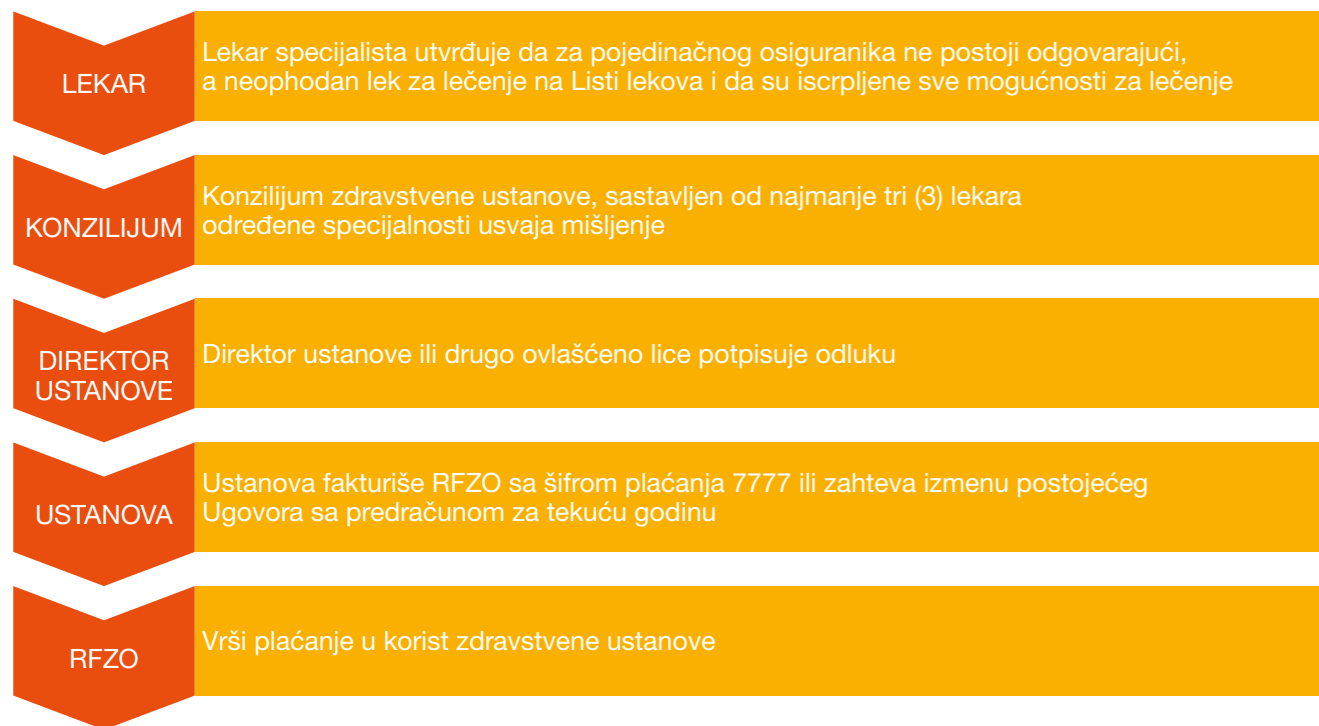 LEKAR
Lekar specijalista utvrđuje da za pojedinačnog osiguranika ne postoji odgovarajući,
a neophodan lek za lečenje na Listi lekova i da su iscrpljene sve mogućnosti za lečenje
KONZILIJUM
Konzilijum zdravstvene ustanove, sastavljen od najmanje tri (3) lekara
određene specijalnosti usvaja mišljenje
DIREKTOR
USTANOVE
Direktor ustanove ili drugo ovlašćeno lice potpisuje odluku
USTANOVA
Ustanova fakturiše RFZO sa šifrom plaćanja 7777 ili zahteva izmenu postojećeg
Ugovora sa predračunom za tekuću godinu
RFZO
Vrši plaćanje u korist zdravstvene ustanove